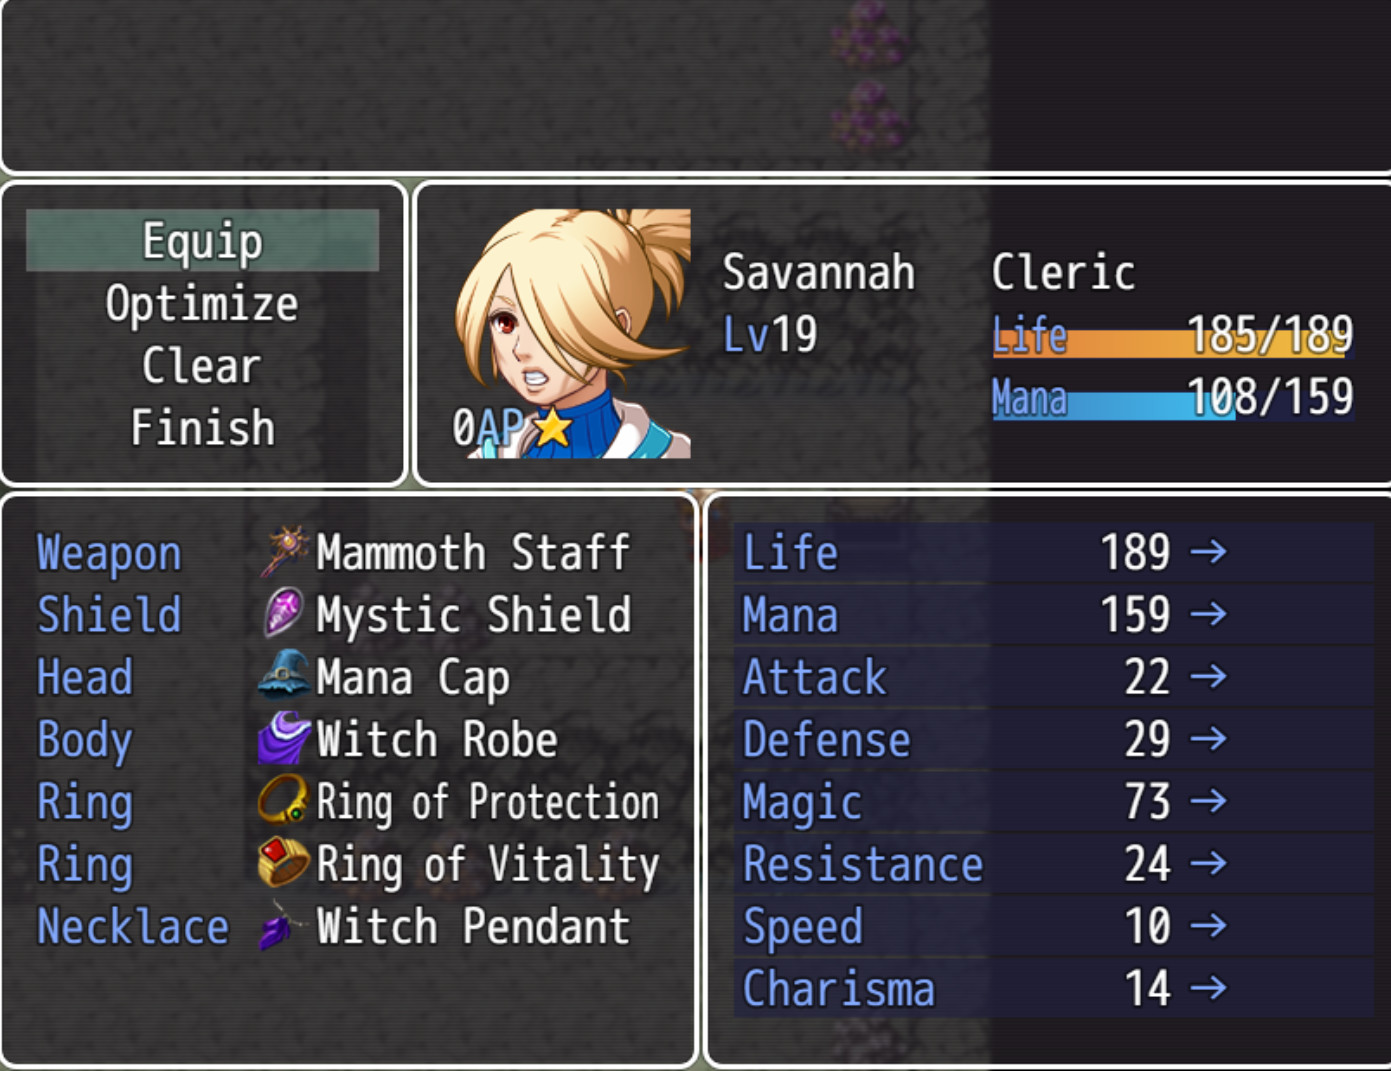 Equip
Optimize
Clear
Finish
0AP
Savannah Cleric
Lv19
Life 185/189
Mana 108/159
Weapon Mammoth Staff
Shield Mystic Shield
Head Mana Cap
Body Witch Robe
Ring Ring of Protection
Ring Ring of Vitality
Necklace Witch Pendant
Life 189 →
Mana 159 →
Attack 22 →
Defense 29 →
Magic 73 →
Resistance 24 →
Speed 10 →
Charisma 14 →